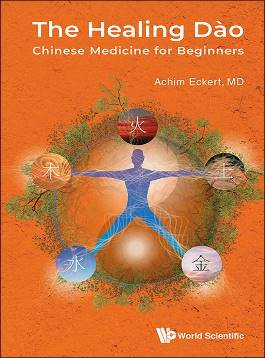 The Healing Dào
Chinese Medicine for Beginners
Achim Eckert, MD
火
木
土
水
金
World Scientific